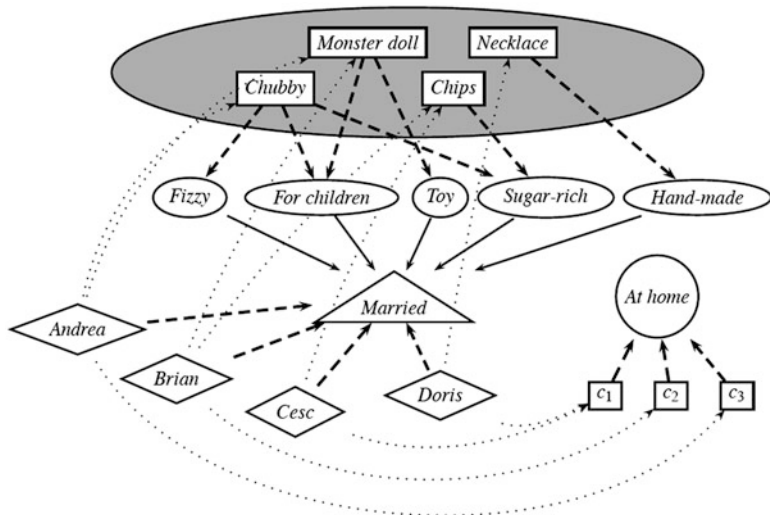 Monster doll
Necklace
Chubby
Chips
Fizzy
For children
Toy
Sugar-rich
Hand-made
Married
At home
Andrea
Brian
Cesc
Doris
c1
c2
c3